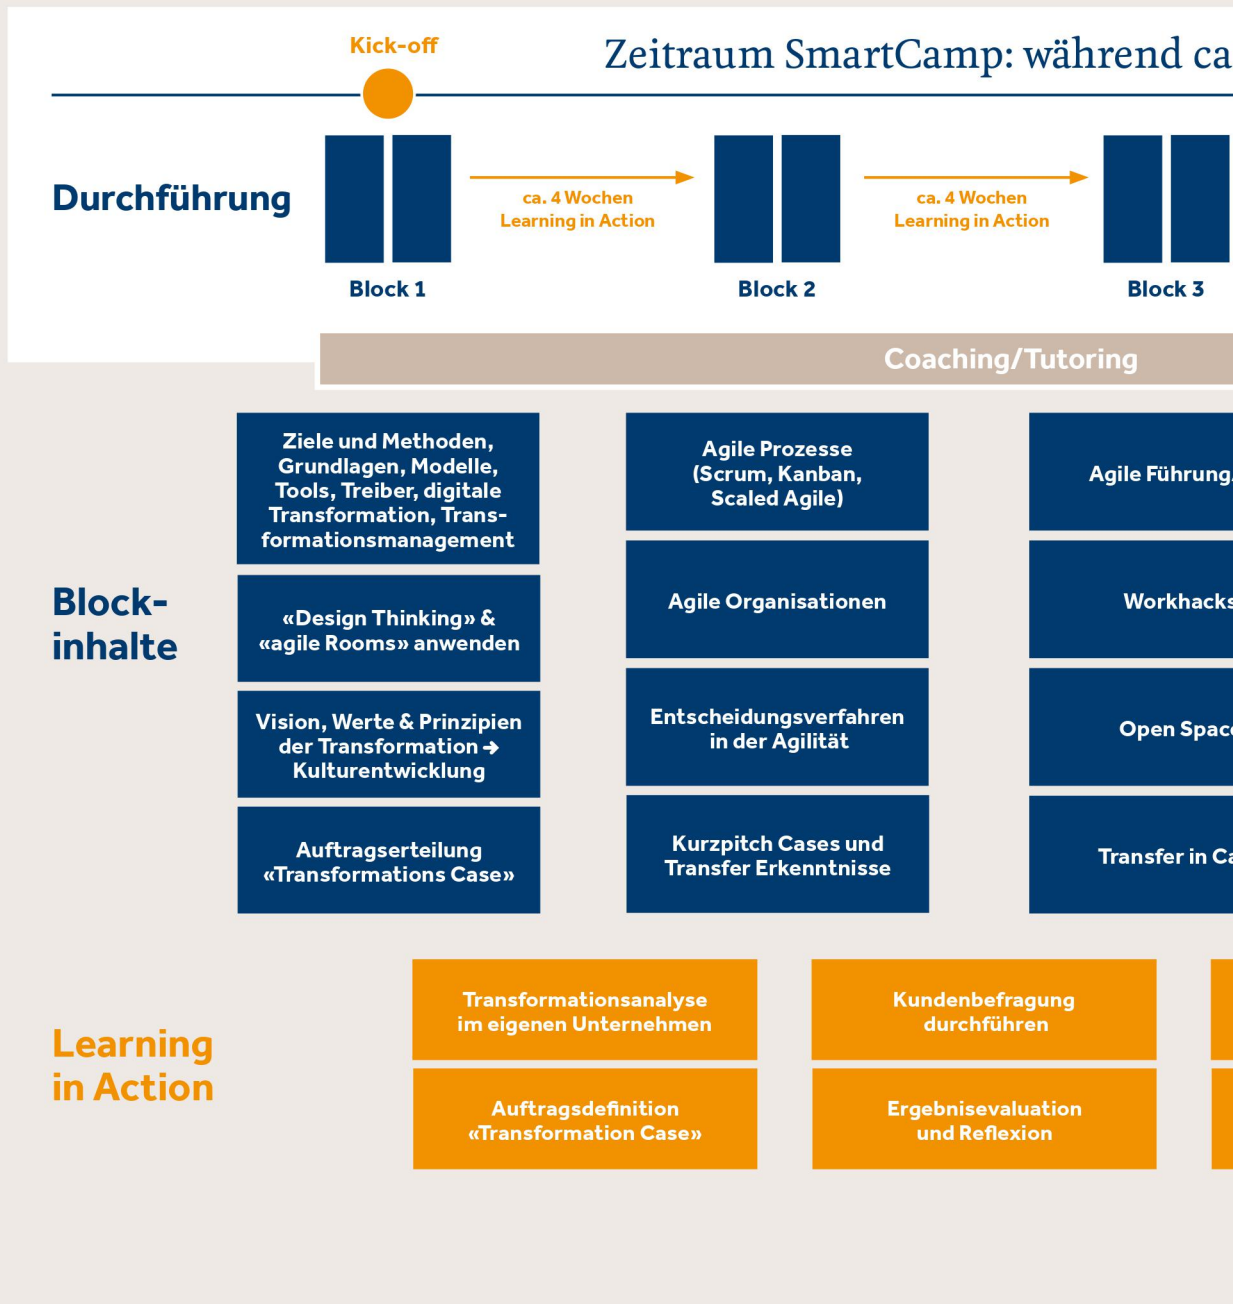 Kick-off
Zeitraum SmartCamp: während ca
Durchführung
ca. 4 Wochen
Learning in Action
ca. 4 Wochen
Learning in Action
Block 1
Block 2
Block 3
Coaching/Tutoring
Block-
inhalte
Ziele und Methoden,
Grundlagen, Modelle,
Tools, Treiber, digitale
Transformation, Trans-
formationsmanagement
«Design Thinking» &
«agile Rooms» anwenden
Vision, Werte & Prinzipien
der Transformation ➔
Kulturentwicklung
Auftragserteilung
«Transformations Case»
Agile Prozesse
(Scrum, Kanban,
Scaled Agile)
Agile Organisationen
Entscheidungsverfahren
in der Agilität
Kurzpitch Cases und
Transfer Erkenntnisse
Agile Führung
Workhacks
Open Space
Transfer in Ca
Learning
in Action
Transformationsanalyse
im eigenen Unternehmen
Auftragsdefinition
«Transformation Case»
Kundenbefragung
durchführen
Ergebnisevaluation
und Reflexion